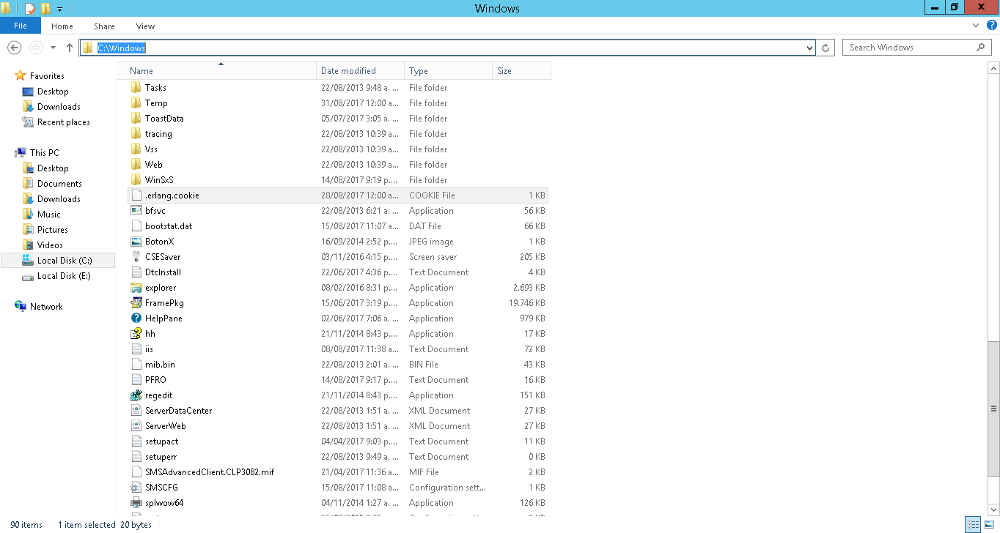 Windows
File Home Share View
C:\Windows
Search Windows
Favorites
Desktop
Downloads
Recent places
This PC
Desktop
Documents
Downloads
Music
Pictures
Videos
Local Disk (C:)
Local Disk (E:)
Network
Name Date modified Type Size
Tasks 22/08/2013 9:48 a. ... File folder
Temp 31/08/2017 12:00 a... File folder
ToastData 05/07/2017 3:05 a. ... File folder
tracing 22/08/2013 10:39 a... File folder
Vss 22/08/2013 10:39 a... File folder
Web 22/08/2013 10:39 a... File folder
WinSxS 14/08/2017 9:19 p.... File folder
.erlang.cookie 28/08/2017 12:00 a... COOKIE File 1 KB
bfsvc 22/08/2013 6:21 a. ... Application 56 KB
bootstat.dat 15/08/2017 11:07 a... DAT File 66 KB
BotonX 16/09/2014 2:52 p.... JPEG image 1 KB
CSESaver 03/11/2016 4:15 p.... Screen saver 205 KB
DtcInstall 22/06/2017 4:36 p.... Text Document 4 KB
explorer 08/02/2016 8:31 p.... Application 2.693 KB
FramePkg 15/06/2017 3:19 p.... Application 19.746 KB
HelpPane 02/06/2017 7:06 a. ... Application 979 KB
hh 21/11/2014 8:43 p.... Application 17 KB
iis 08/08/2017 11:38 a... Text Document 72 KB
mib.bin 22/08/2013 2:01 a. ... BIN File 43 KB
PFRO 14/08/2017 9:17 p.... Text Document 16 KB
regedit 21/11/2014 8:43 p.... Application 151 KB
ServerDataCenter 22/08/2013 1:51 a. ... XML Document 27 KB
ServerWeb 22/08/2013 1:51 a. ... XML Document 27 KB
setupact 04/04/2017 9:03 p.... Text Document 11 KB
setuperr 22/08/2013 9:49 a. ... Text Document 0 KB
SMSAdvancedClient.CLP3082.mif 21/04/2017 11:36 a... MIF File 2 KB
SMSCFG 15/08/2017 11:08 a... Configuration sett... 1 KB
splwow64 04/11/2014 1:27 a. ... Application 126 KB
90 items 1 item selected 20 bytes